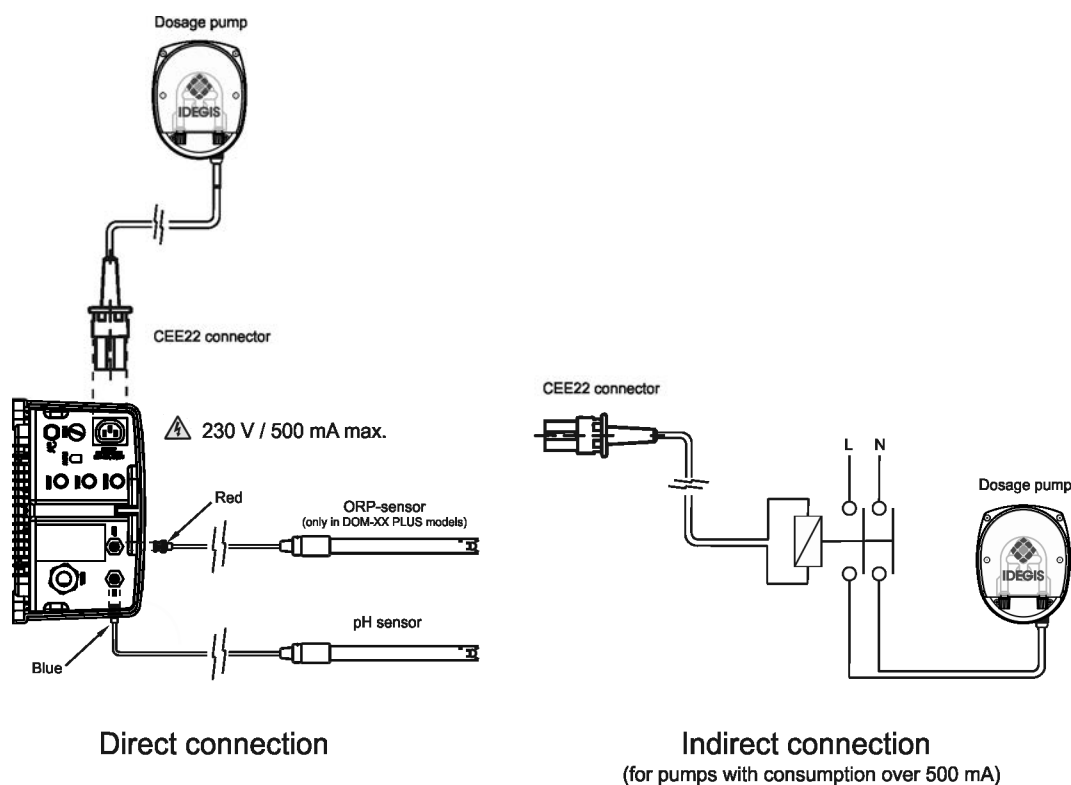 Dosage pump
IDEGIS
CEE22 connector
230 V / 500 mA max.
Red
ORP-sensor
(only in DOM-XX PLUS models)
pH sensor
Blue
Direct connection
CEE22 connector
L N
Dosage pump
IDEGIS
Indirect connection
(for pumps with consumption over 500 mA)